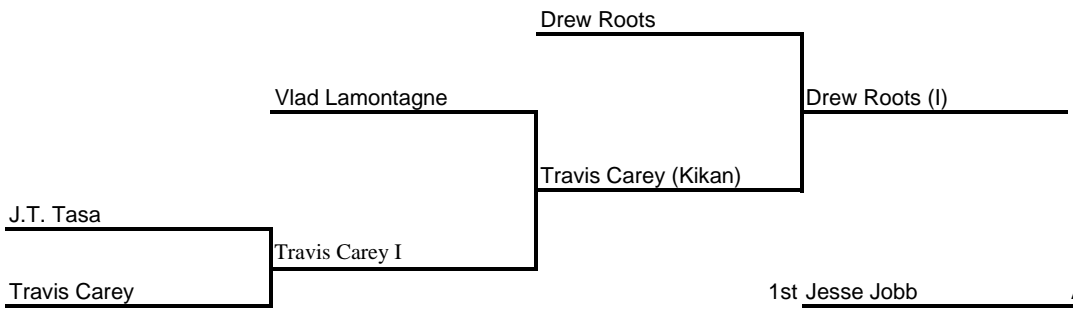 Drew Roots
Vlad Lamontagne
Drew Roots (I)
Travis Carey (Kikan)
J.T. Tasa
Travis Carey I
Travis Carey
1st Jesse Jobb